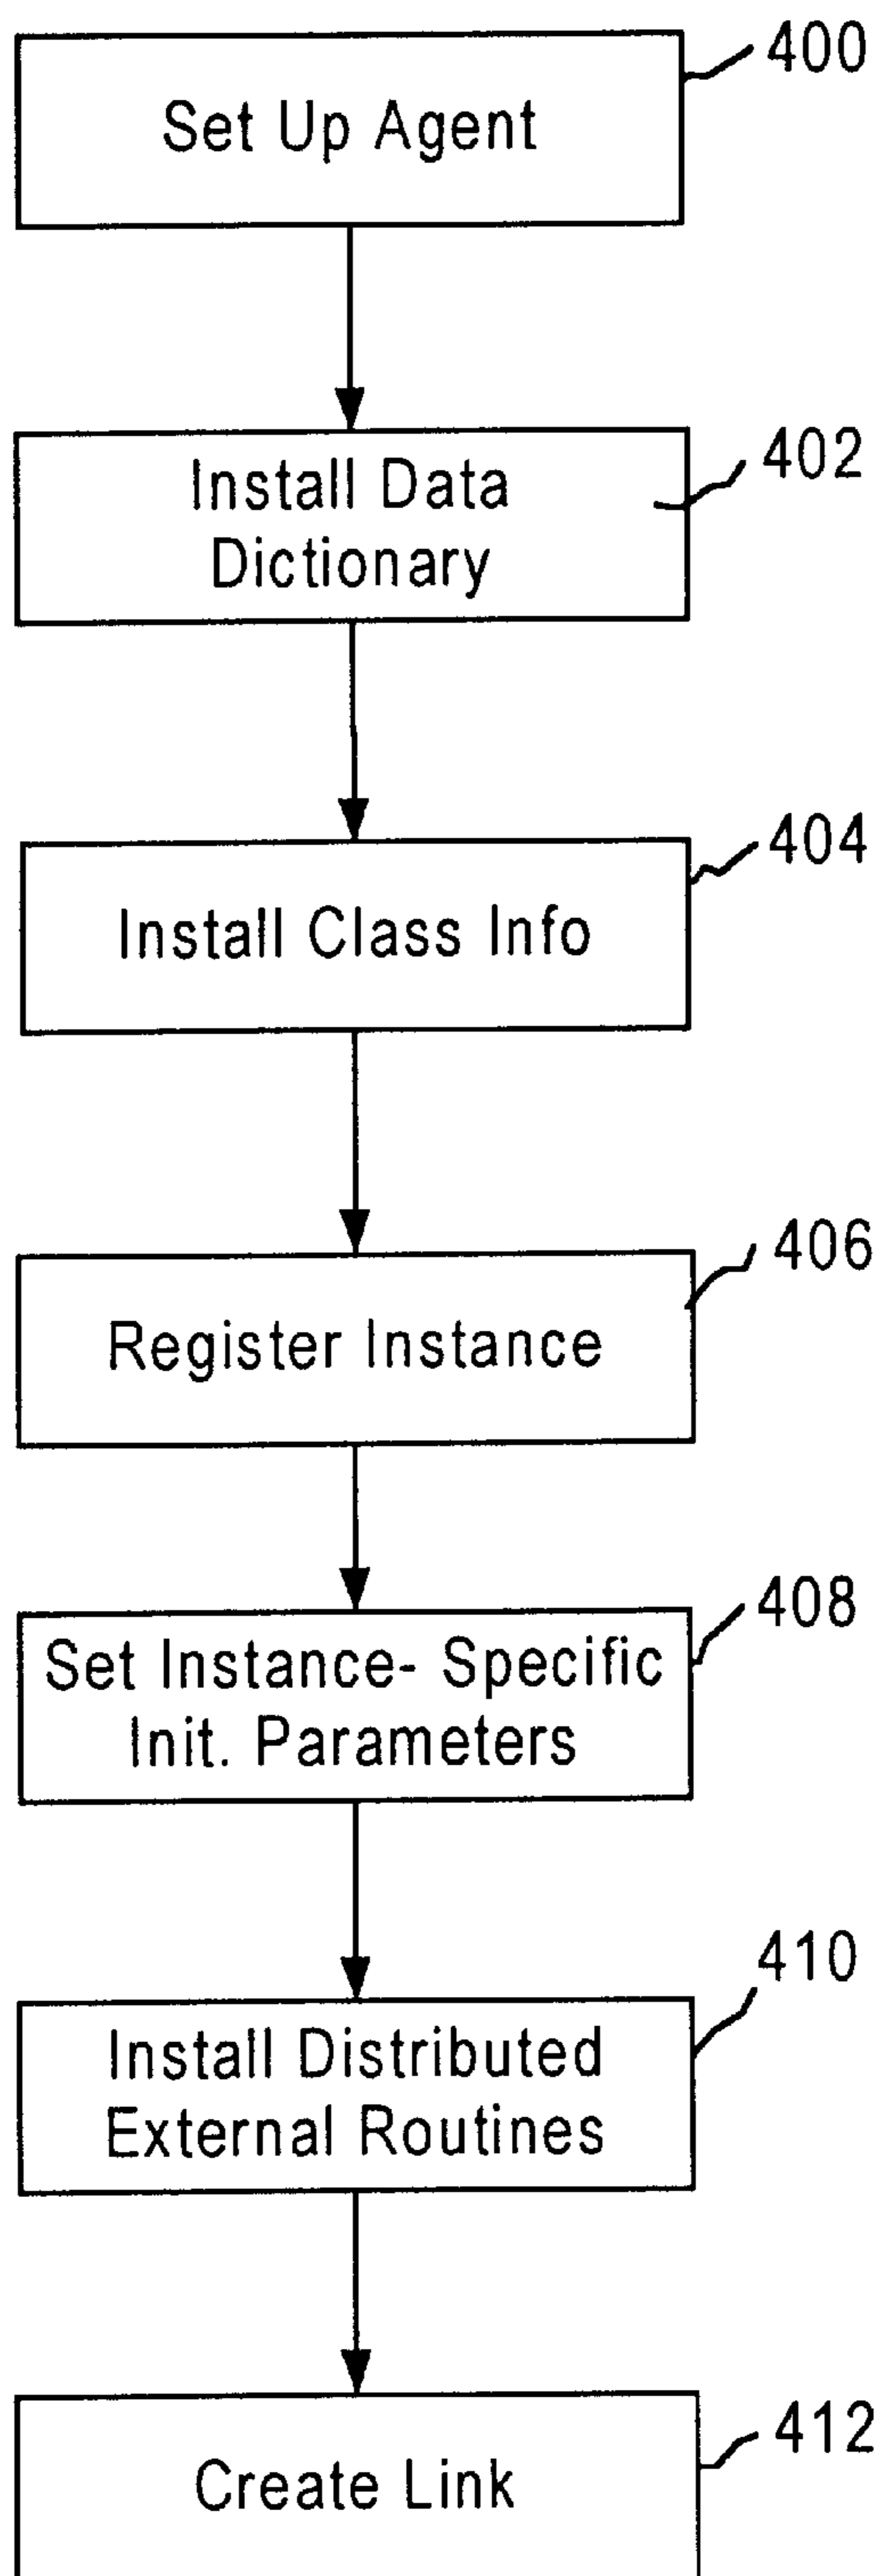 400
Set Up Agent
402
Install Data
Dictionary
404
Install Class Info
406
Register Instance
408
Set Instance- Specific
Init. Parameters
410
Install Distributed
External Routines
412
Create Link